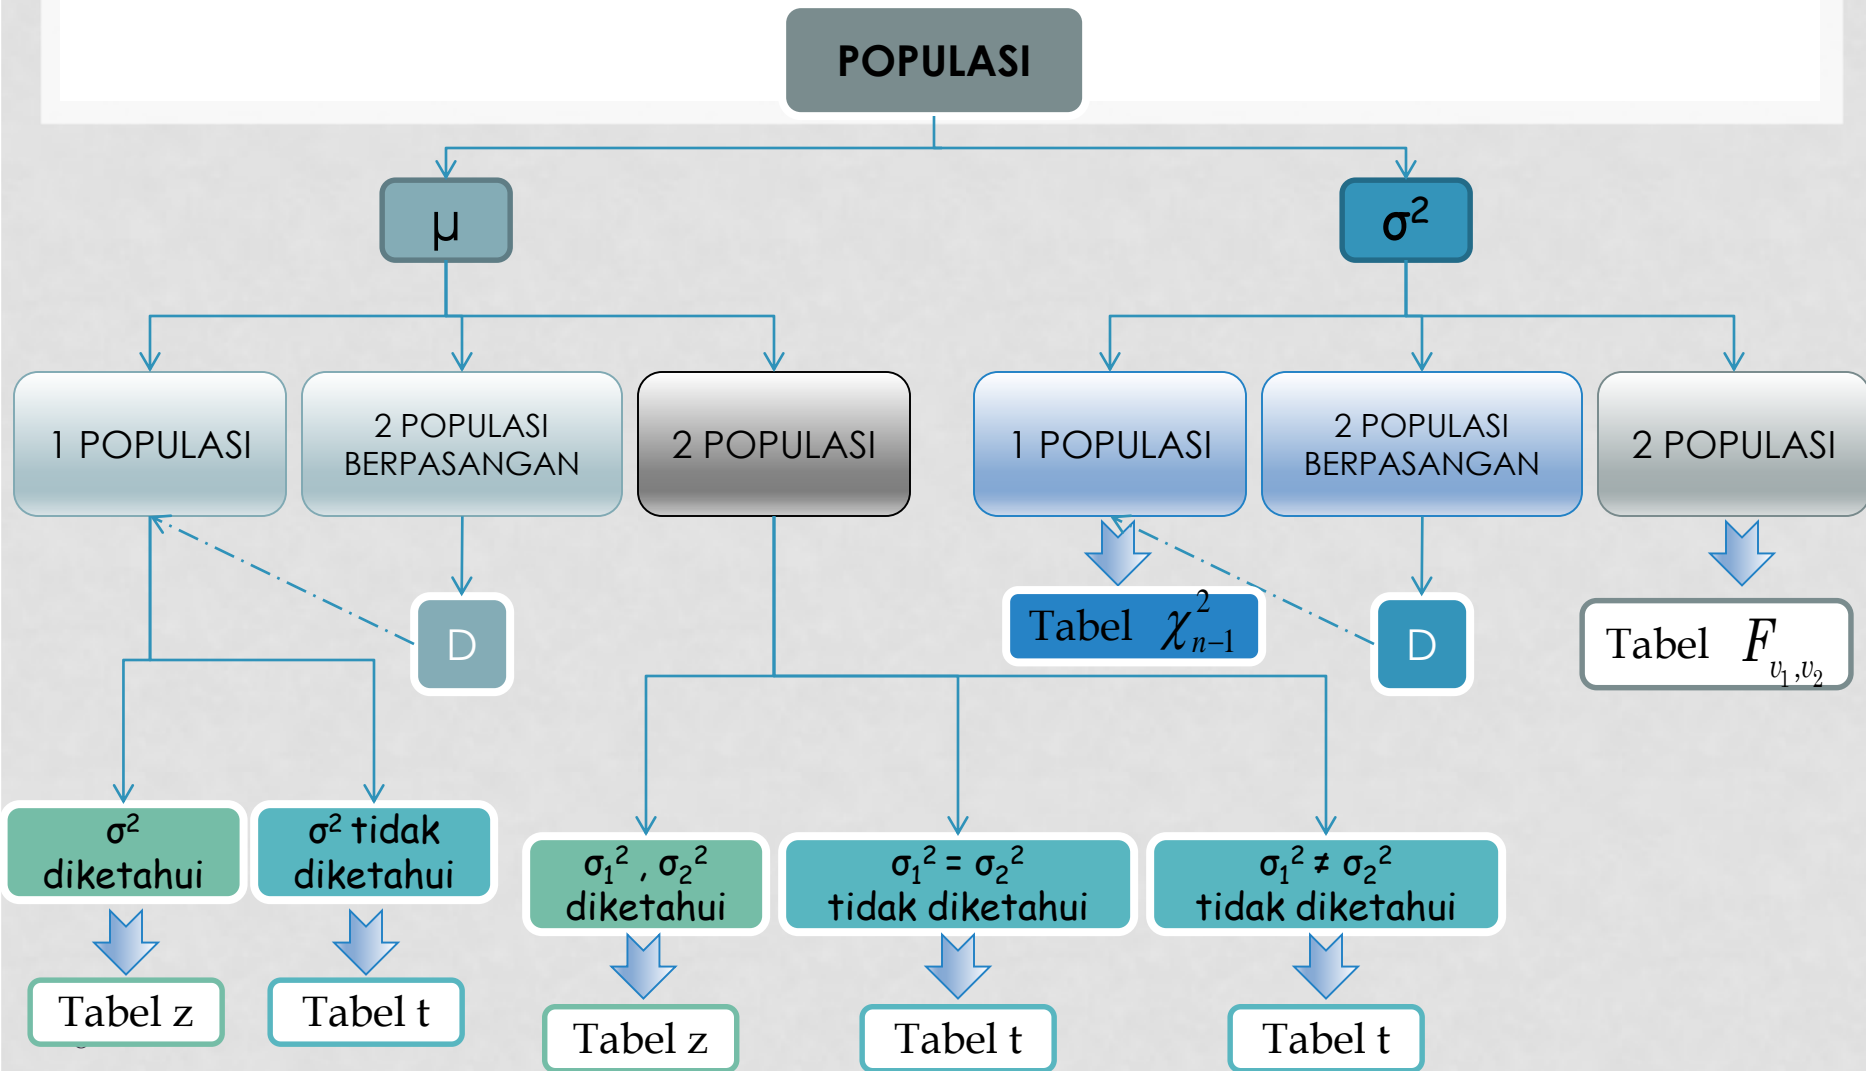 POPULASI
μ
σ²
1 POPULASI
2 POPULASI
BERPASANGAN
2 POPULASI
1 POPULASI
2 POPULASI
BERPASANGAN
2 POPULASI
D
Tabel χ²ₙ₋₁
D
Tabel F v₁,v₂
σ²
diketahui
σ² tidak
diketahui
σ₁² , σ₂²
diketahui
σ₁² = σ₂²
tidak diketahui
σ₁² ≠ σ₂²
tidak diketahui
Tabel z
Tabel t
Tabel z
Tabel t
Tabel t